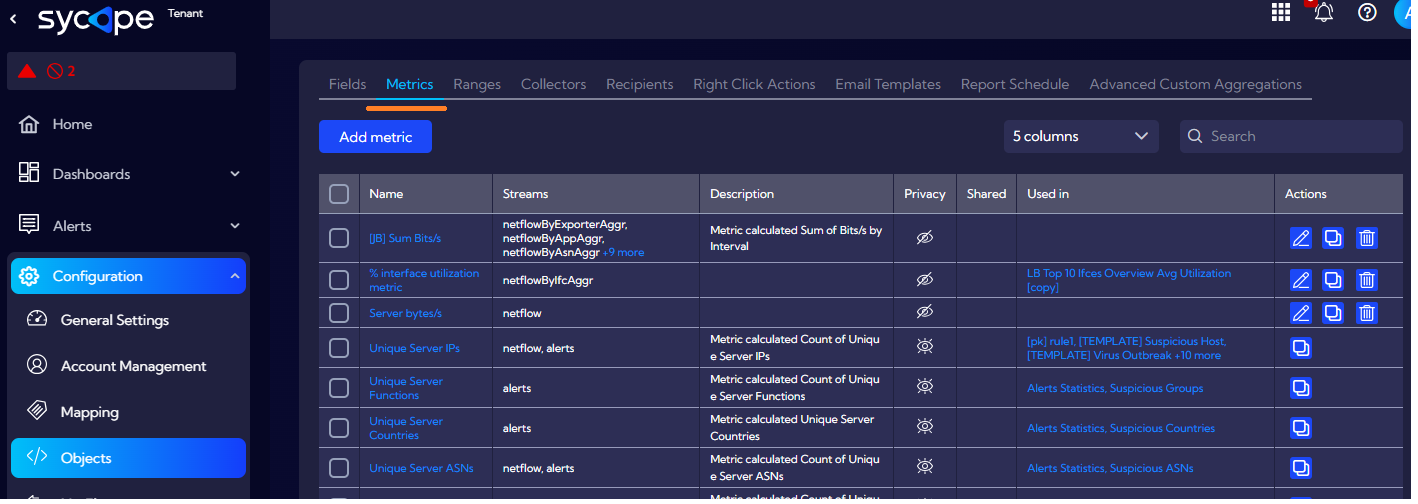 sycope Tenant
2
Home
Dashboards
Alerts
Configuration
General Settings
Account Management
Mapping
Objects
Fields Metrics Ranges Collectors Recipients Right Click Actions Email Templates Report Schedule Advanced Custom Aggregations
Add metric
5 columns
Search
Name Streams Description Privacy Shared Used in Actions
[JB] Sum Bits/s
netflowByExporterAggr,
netflowByAppAggr,
netflowByAsnAggr +9 more
Metric calculated Sum of Bits/s by
Interval
% interface utilization
metric
netflowByIfcAggr
LB Top 10 Ifces Overview Avg Utilization
[copy]
Server bytes/s
netflow
Unique Server IPs
netflow, alerts
Metric calculated Count of Uniqu
e Server IPs
[pk] rule1, [TEMPLATE] Suspicious Host,
[TEMPLATE] Virus Outbreak +10 more
Unique Server
Functions
alerts
Metric calculated Count of Uniqu
e Server Functions
Alerts Statistics, Suspicious Groups
Unique Server
Countries
alerts
Metric calculated Unique Server
Countries
Alerts Statistics, Suspicious Countries
Unique Server ASNs
netflow, alerts
Metric calculated Count of Uniqu
e Server ASNs
Alerts Statistics, Suspicious ASNs
Metric calculated Count of Uniqu